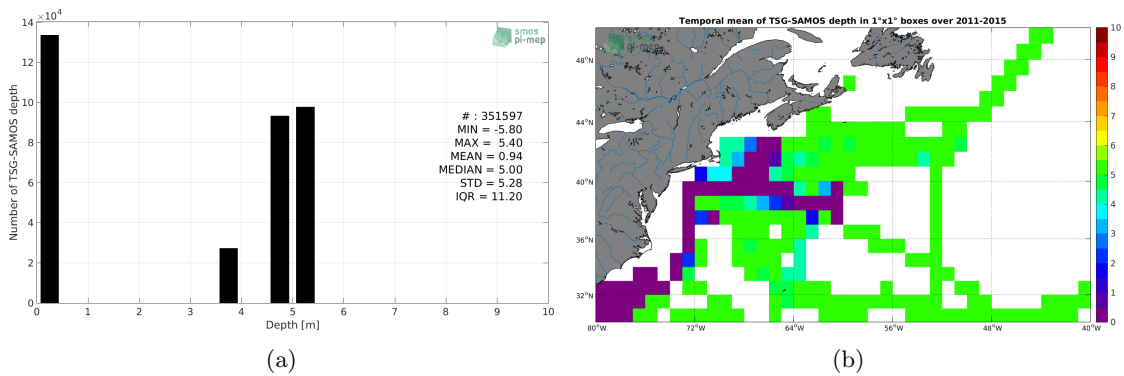 ×10⁴
14
12
10
8
6
4
2
0
Number of TSG-SAMOS depth
smos
pi-mep
# : 351597
MIN = -5.80
MAX = 5.40
MEAN = 0.94
MEDIAN = 5.00
STD = 5.28
IQR = 11.20
0 1 2 3 4 5 6 7 8 9 10
Depth [m]
(a)
Temporal mean of TSG-SAMOS depth in 1°x1° boxes over 2011-2015
smos
pi-mep
48°N
44°N
40°N
36°N
32°N
80°W 72°W 64°W 56°W 48°W 40°W
10
9
8
7
6
5
4
3
2
1
0
(b)